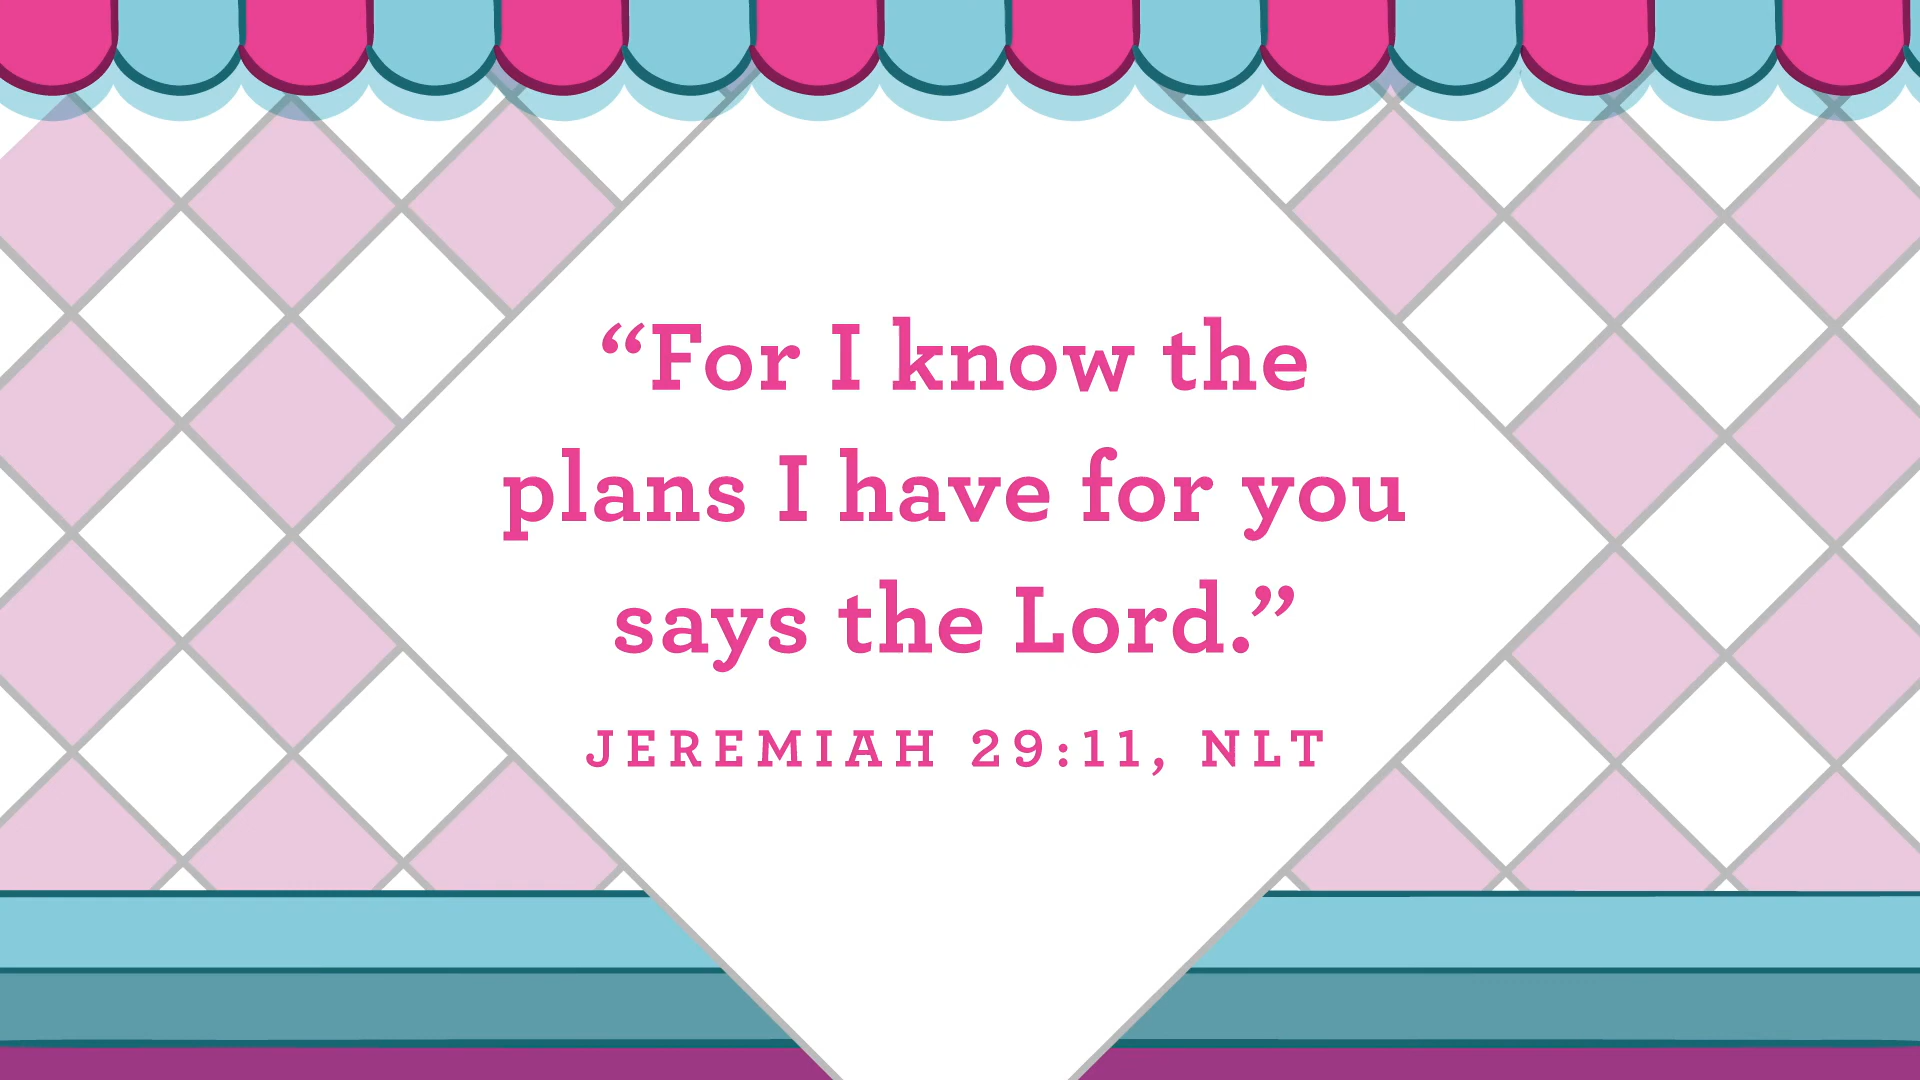 “For I know the
plans I have for you
says the Lord.”
JEREMIAH 29:11, NLT